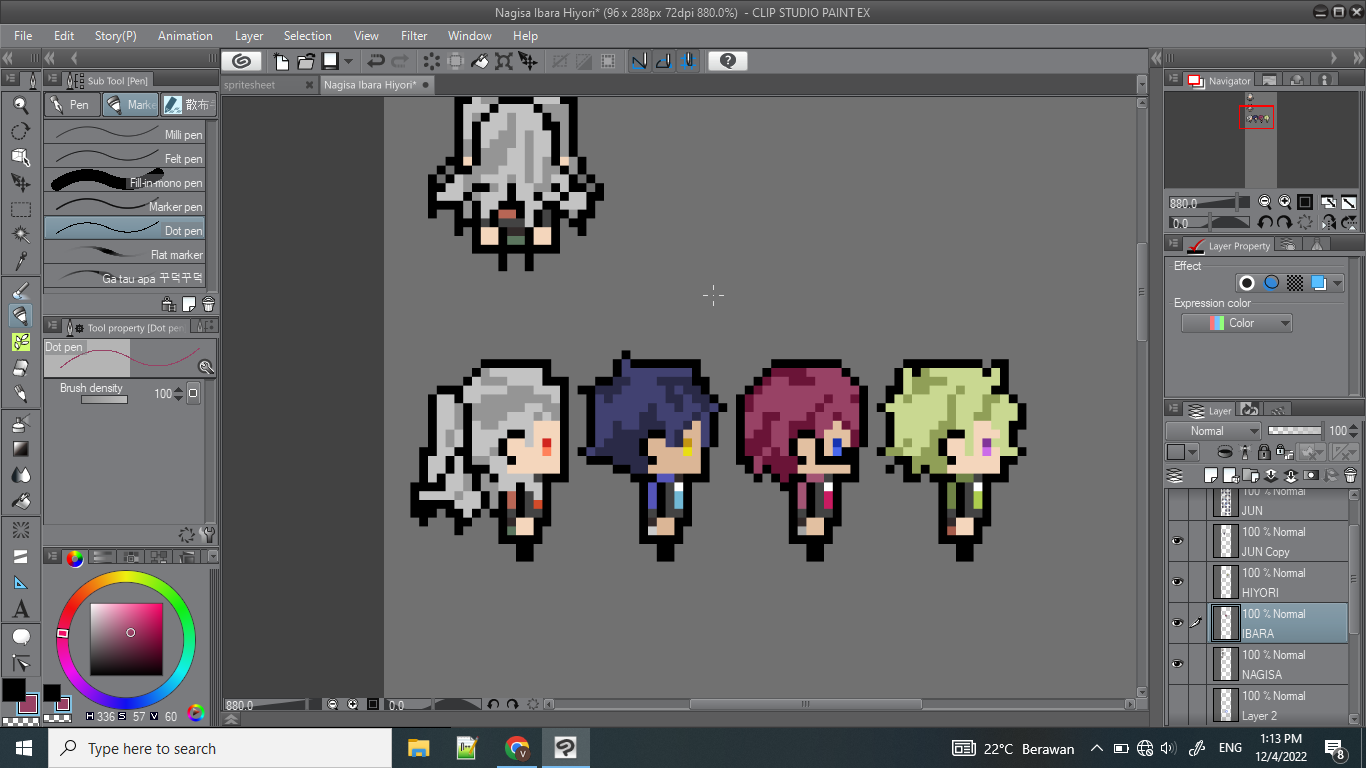 Nagisa Ibara Hiyori* (96 x 288px 72dpi 880.0%) - CLIP STUDIO PAINT EX
File Edit Story(P) Animation Layer Selection View Filter Window Help
Sub Tool [Pen]
spritesheet
Nagisa Ibara Hiyori*
Navigator
Pen
Marke
散布
Milli pen
Felt pen
Fill-in-mono pen
Marker pen
Dot pen
Flat marker
Ga tau apa 꾸덕꾸덕
880.0
0.0
Layer Property
Effect
Expression color
Color
Tool property [Dot pen
Dot pen
Brush density 100
Layer
Normal 100
100 % Normal
JUN
100 % Normal
JUN Copy
100 % Normal
HIYORI
100 % Normal
IBARA
100 % Normal
NAGISA
100 % Normal
Layer 2
H 336 S 57 V 60
880.0
0.0
Type here to search
22°C Berawan
ENG
1:13 PM
12/4/2022
8
V